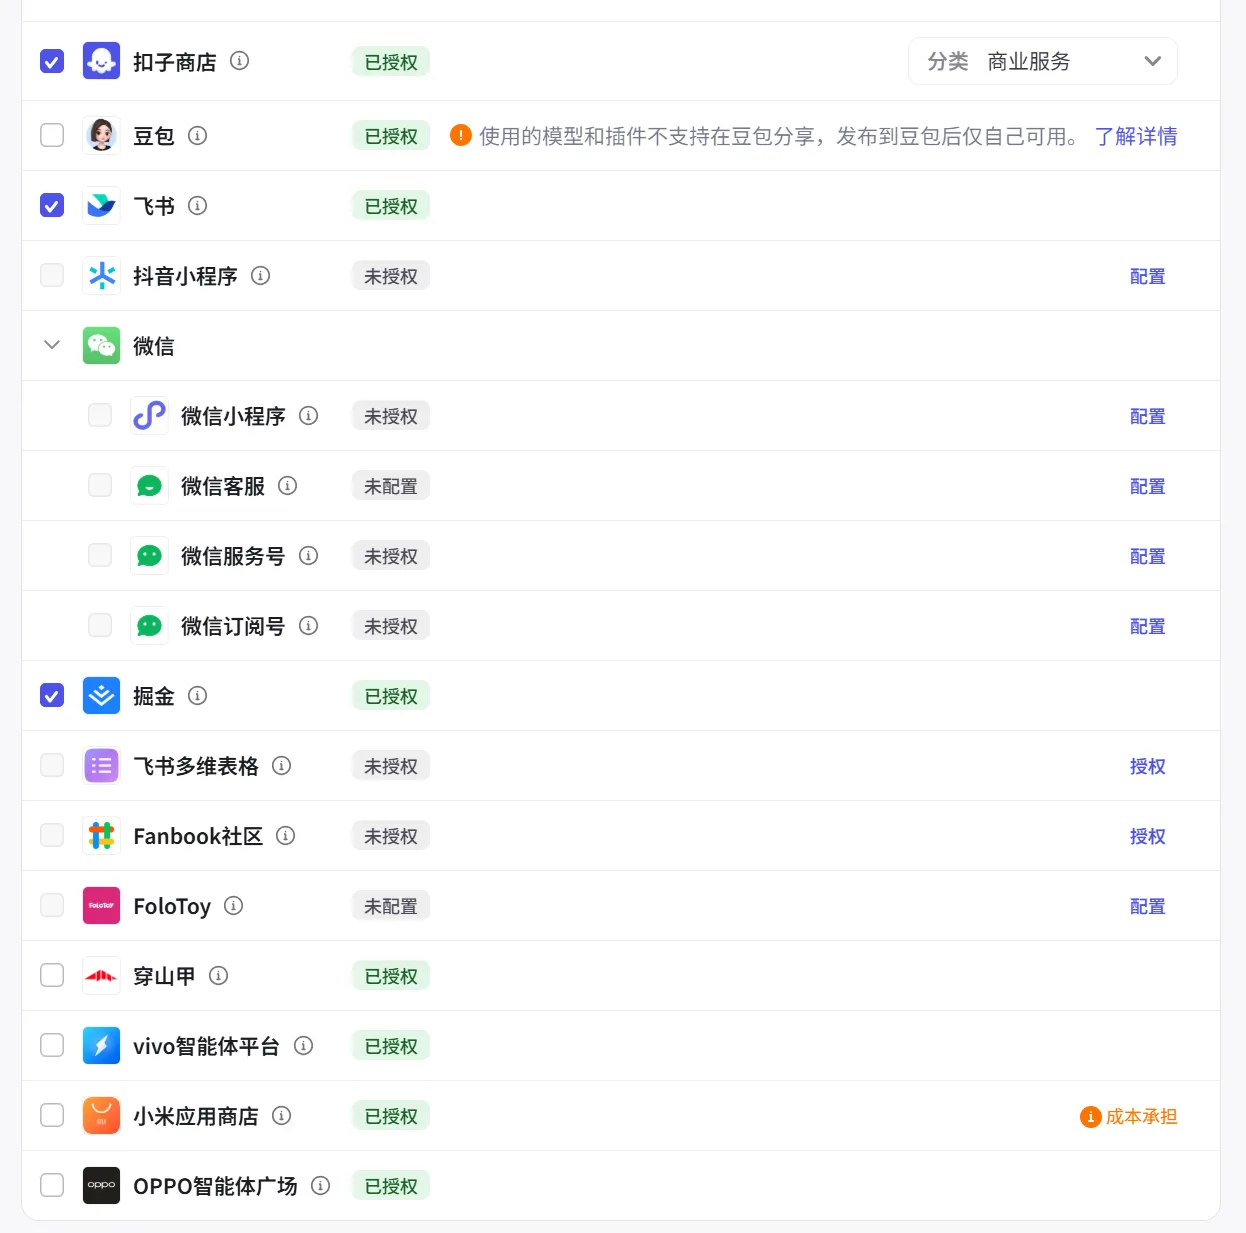 扣子商店 已授权 分类 商业服务
豆包 已授权 使用的模型和插件不支持在豆包分享，发布到豆包后仅自己可用。 了解详情
飞书 已授权
抖音小程序 未授权 配置
微信
微信小程序 未授权 配置
微信客服 未配置 配置
微信服务号 未授权 配置
微信订阅号 未授权 配置
掘金 已授权
飞书多维表格 未授权 授权
Fanbook社区 未授权 授权
FoloToy FoloToy 未配置 配置
穿山甲 已授权
vivo智能体平台 已授权
小米应用商店 已授权 成本承担
oppo OPPO智能体广场 已授权